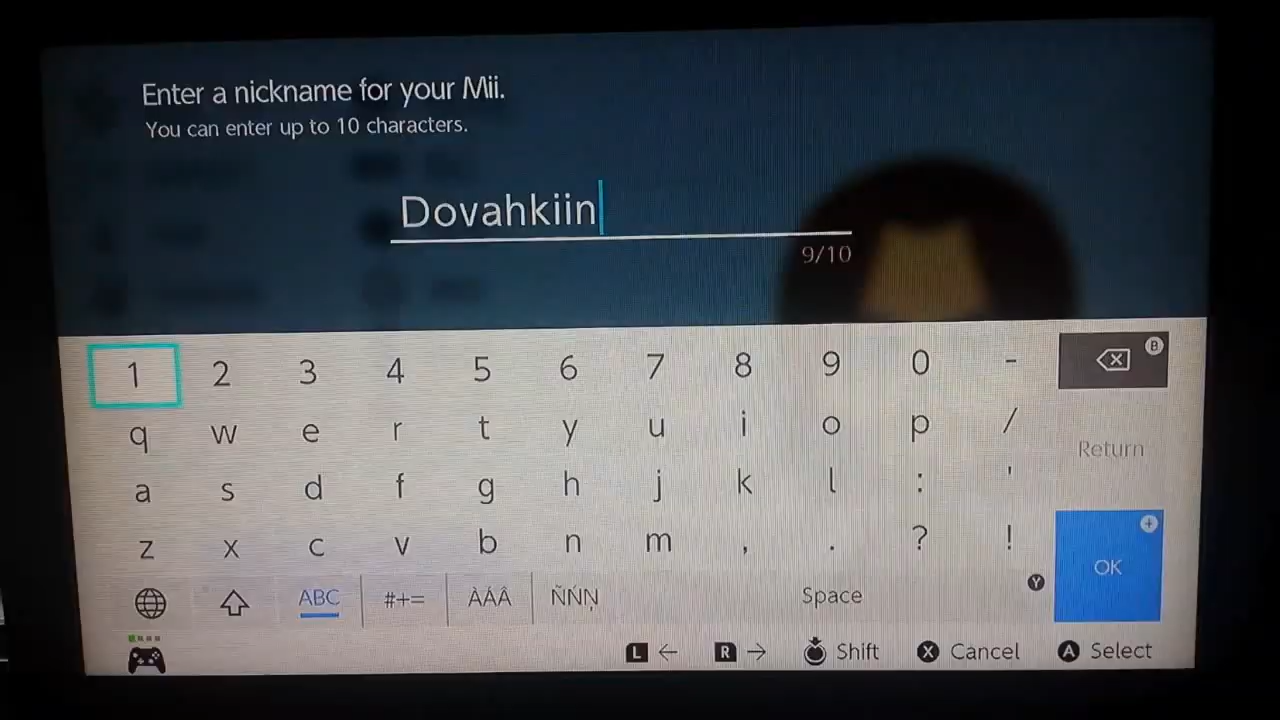 Enter a nickname for your Mii.
You can enter up to 10 characters.
Dovahkiin
9/10
1 2 3 4 5 6 7 8 9 0 - B
q w e r t y u i o p / Return
a s d f g h j k l : '
z x c v b n m , . ? ! + OK
ABC #+= ÀÁÂ ÑŃŅ Space Y
L ← R → Shift X Cancel A Select